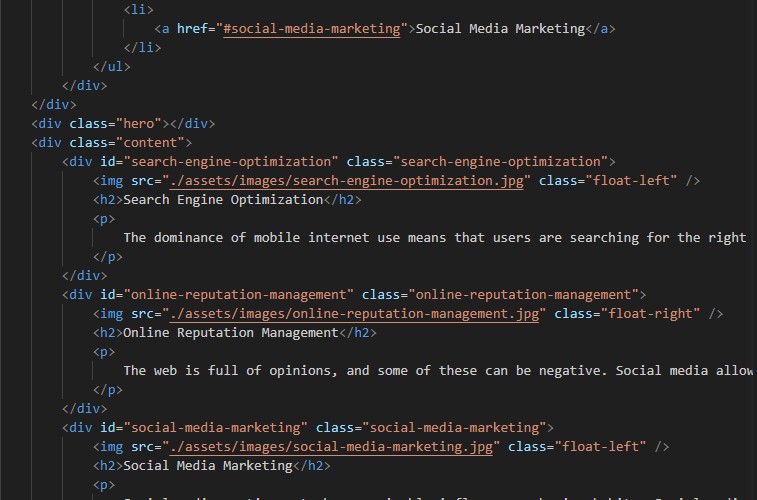 <li>
<a href="#social-media-marketing">Social Media Marketing</a>
</li>
</ul>
</div>
</div>
<div class="hero"></div>
<div class="content">
<div id="search-engine-optimization" class="search-engine-optimization">
<img src="./assets/images/search-engine-optimization.jpg" class="float-left" />
<h2>Search Engine Optimization</h2>
<p>
The dominance of mobile internet use means that users are searching for the right
</p>
</div>
<div id="online-reputation-management" class="online-reputation-management">
<img src="./assets/images/online-reputation-management.jpg" class="float-right" />
<h2>Online Reputation Management</h2>
<p>
The web is full of opinions, and some of these can be negative. Social media allow
</p>
</div>
<div id="social-media-marketing" class="social-media-marketing">
<img src="./assets/images/social-media-marketing.jpg" class="float-left" />
<h2>Social Media Marketing</h2>
<p>